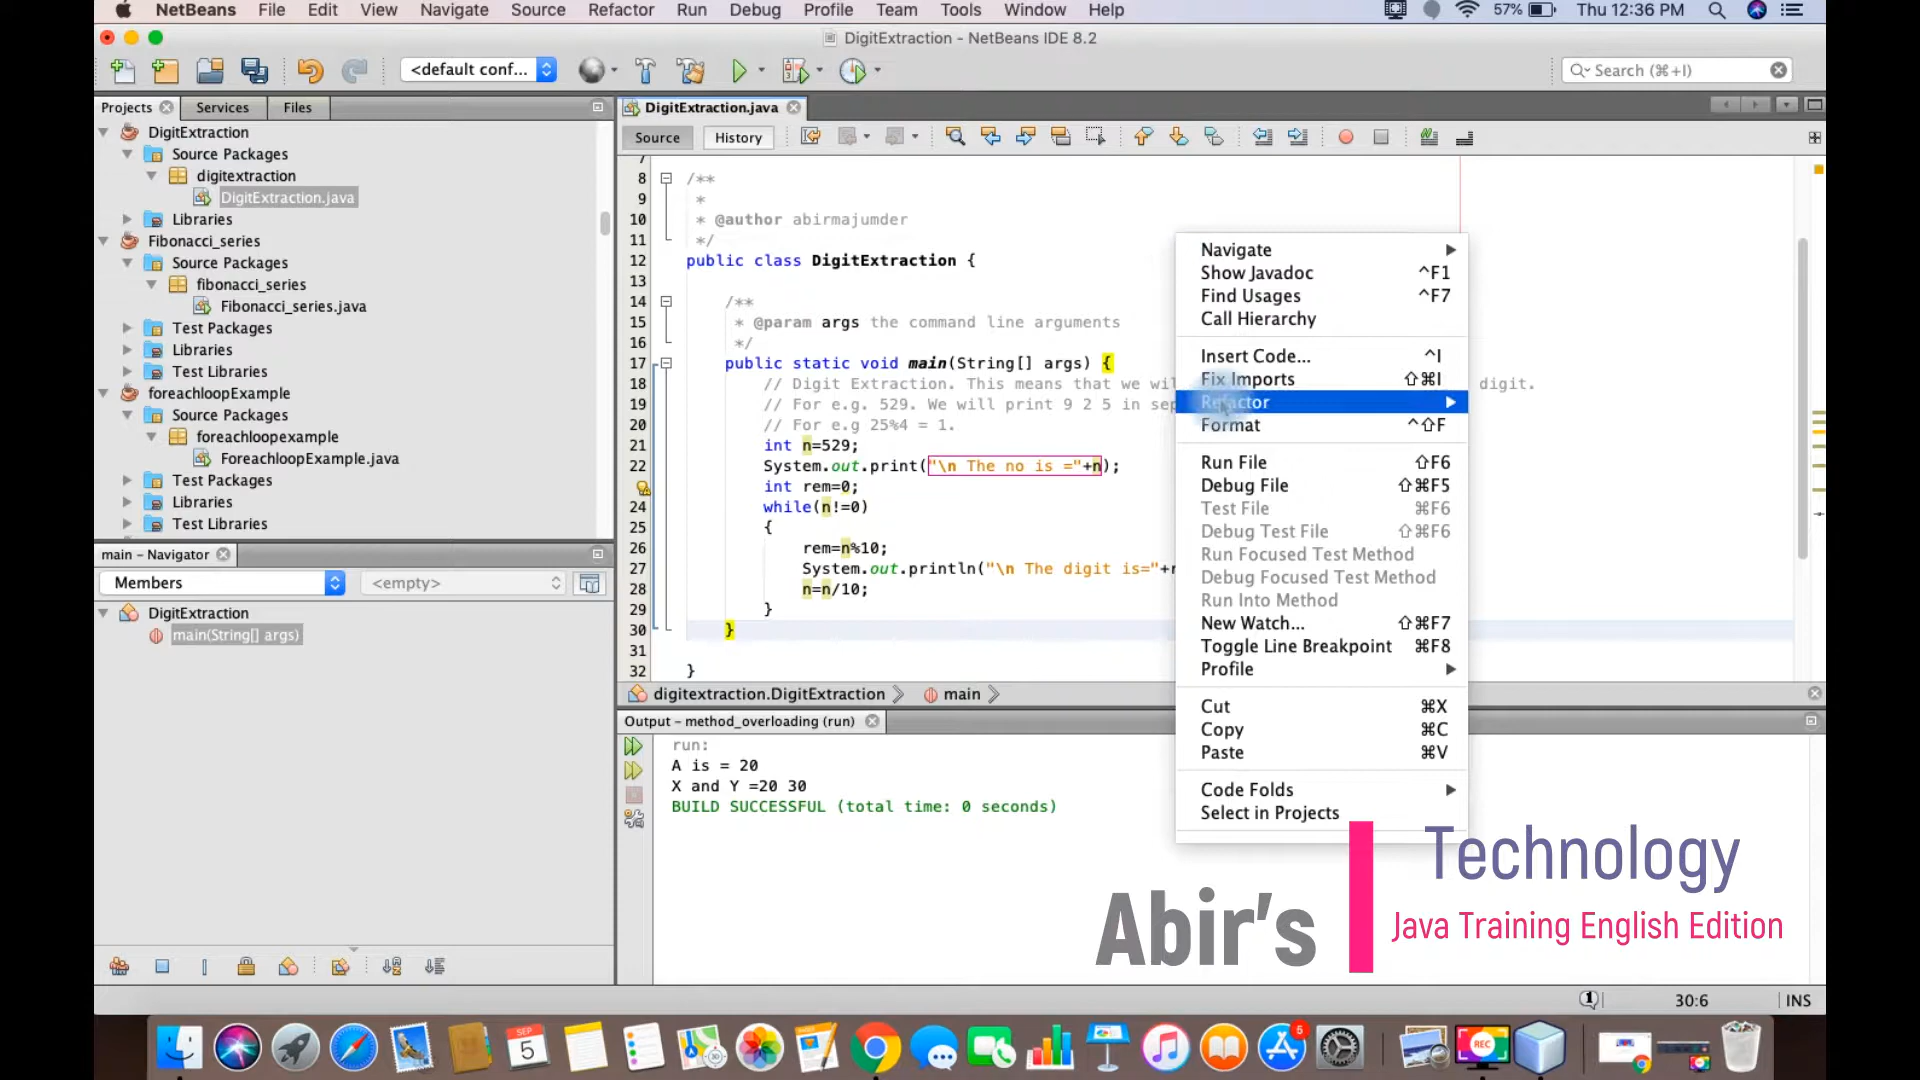 NetBeans File Edit View Navigate Source Refactor Run Debug Profile Team Tools Window Help 57% Thu 12:36 PM
DigitExtraction - NetBeans IDE 8.2
<default conf... Search (⌘+I)
Projects Services Files
DigitExtraction
Source Packages
digitextraction
DigitExtraction.java
Libraries
Fibonacci_series
Source Packages
fibonacci_series
Fibonacci_series.java
Test Packages
Libraries
Test Libraries
foreachloopExample
Source Packages
foreachloopexample
ForeachloopExample.java
Test Packages
Libraries
Test Libraries
main - Navigator
Members <empty>
DigitExtraction
main(String[] args)
DigitExtraction.java
Source History
7
8 /**
9 *
10 * @author abirmajumder
11 */
12 public class DigitExtraction {
13
14 /**
15 * @param args the command line arguments
16 */
17 public static void main(String[] args) {
18 // Digit Extraction. This means that we wil digit.
19 // For e.g. 529. We will print 9 2 5 in sep
20 // For e.g 25%4 = 1.
21 int n=529;
22 System.out.print("\n The no is ="+n);
int rem=0;
24 while(n!=0)
25 {
26 rem=n%10;
27 System.out.println("\n The digit is="+r
28 n=n/10;
29 }
30 }
31
32 }
digitextraction.DigitExtraction main
Navigate
Show Javadoc ^F1
Find Usages ^F7
Call Hierarchy
Insert Code... ^I
Fix Imports ⇧⌘I
Refactor
Format ^⇧F
Run File ⇧F6
Debug File ⇧⌘F5
Test File ⌘F6
Debug Test File ⇧⌘F6
Run Focused Test Method
Debug Focused Test Method
Run Into Method
New Watch... ⇧⌘F7
Toggle Line Breakpoint ⌘F8
Profile
Cut ⌘X
Copy ⌘C
Paste ⌘V
Code Folds
Select in Projects
Output - method_overloading (run)
run:
A is = 20
X and Y =20 30
BUILD SUCCESSFUL (total time: 0 seconds)
Abir's
Technology
Java Training English Edition
1 30:6 INS
SEP
5
5
REC